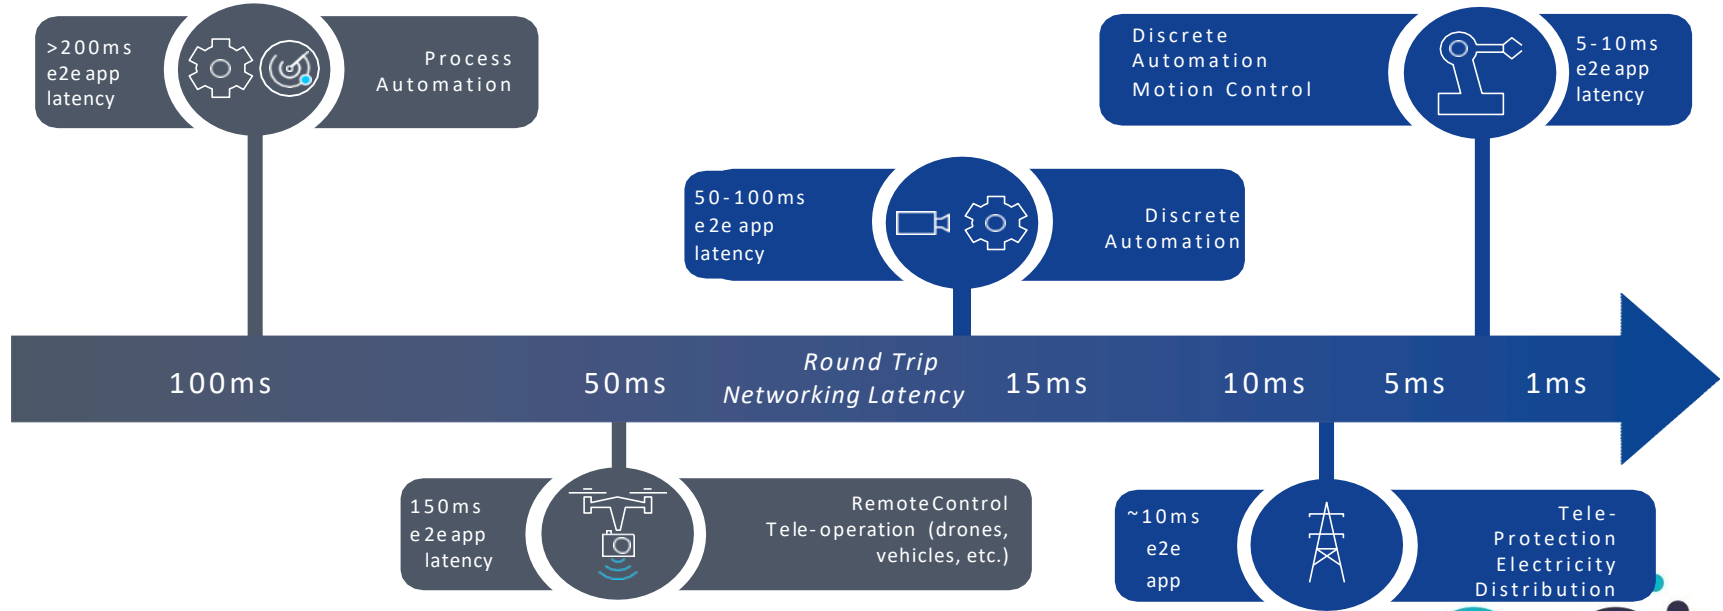 >200ms
e2e app
latency
Process
Automation
Discrete
Automation
Motion Control
5-10ms
e2e app
latency
50-100ms
e2e app
latency
Discrete
Automation
100ms
50ms
Round Trip
Networking Latency
15ms
10ms
5ms
1ms
150ms
e2e app
latency
Remote Control
Tele-operation (drones,
vehicles, etc.)
~10ms
e2e
app
Tele-
Protection
Electricity
Distribution